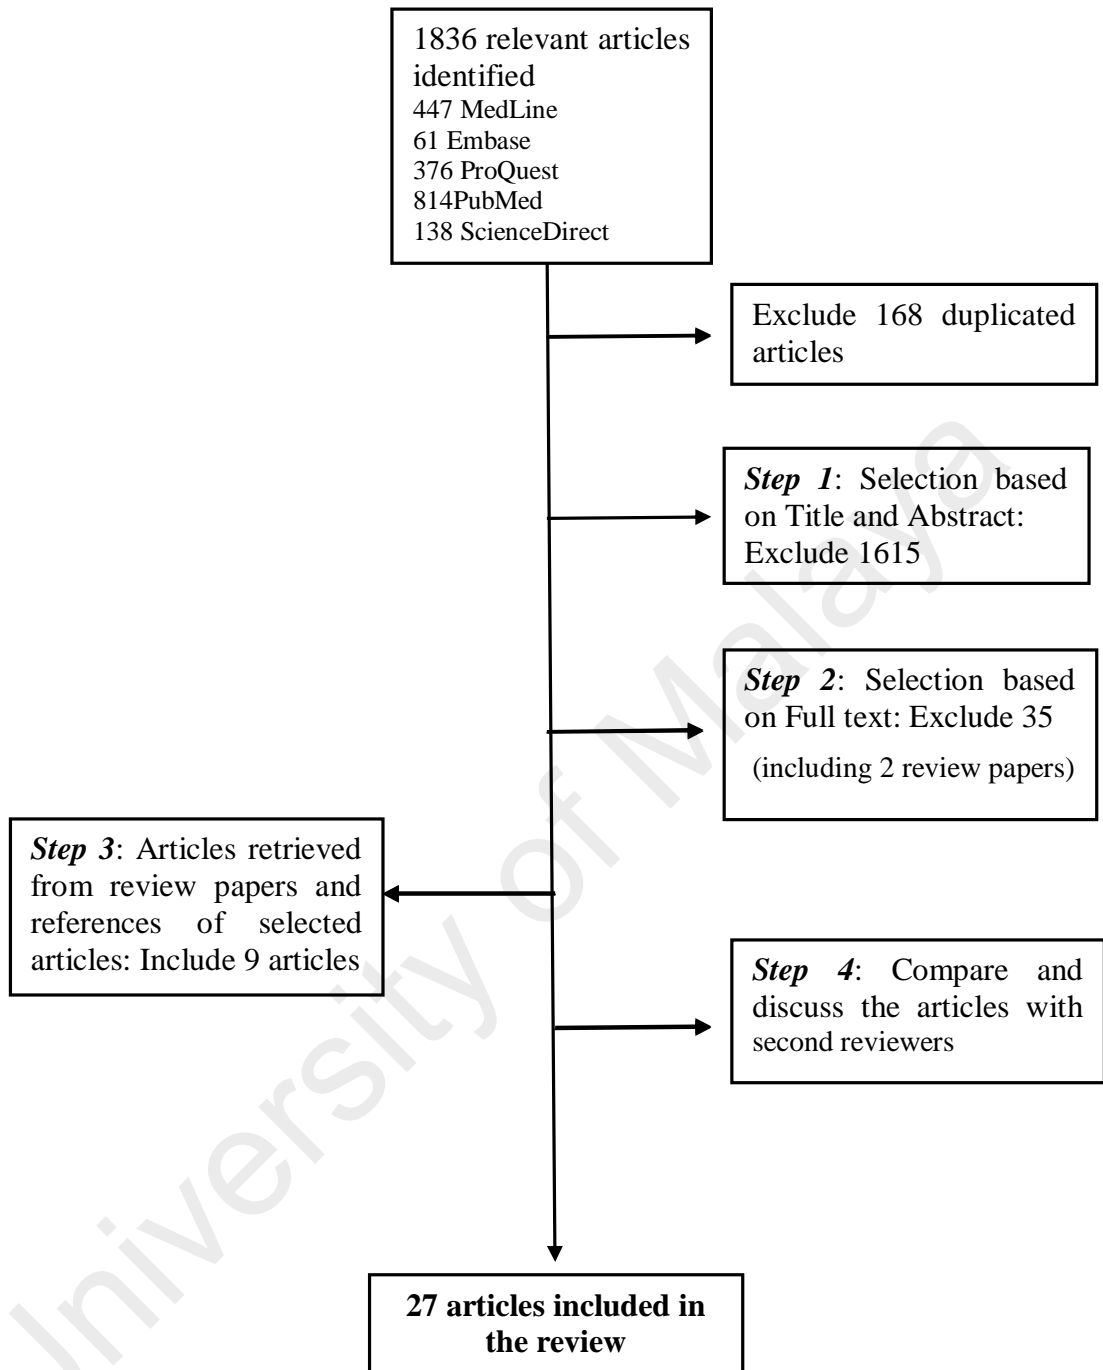 1836 relevant articles
identified
447 MedLine
61 Embase
376 ProQuest
814PubMed
138 ScienceDirect
Exclude 168 duplicated
articles
Step 1: Selection based
on Title and Abstract:
Exclude 1615
Step 2: Selection based
on Full text: Exclude 35
(including 2 review papers)
Step 3: Articles retrieved
from review papers and
references of selected
articles: Include 9 articles
Step 4: Compare and
discuss the articles with
second reviewers
27 articles included in
the review
University of Malaya